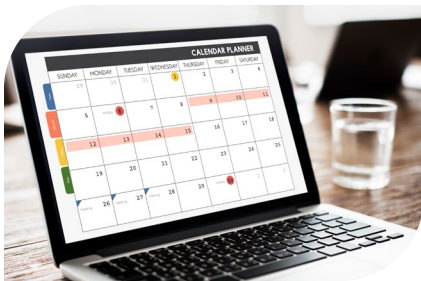 CALENDAR PLANNER
SUNDAY MONDAY TUESDAY WEDNESDAY THURSDAY FRIDAY SATURDAY
29 30 31 1 2 3 4
5 6 7 8 9 10 11
12 13 14 15 16 17 18
19 20 21 22 23 24 25
26 27 28 29 30 1 2